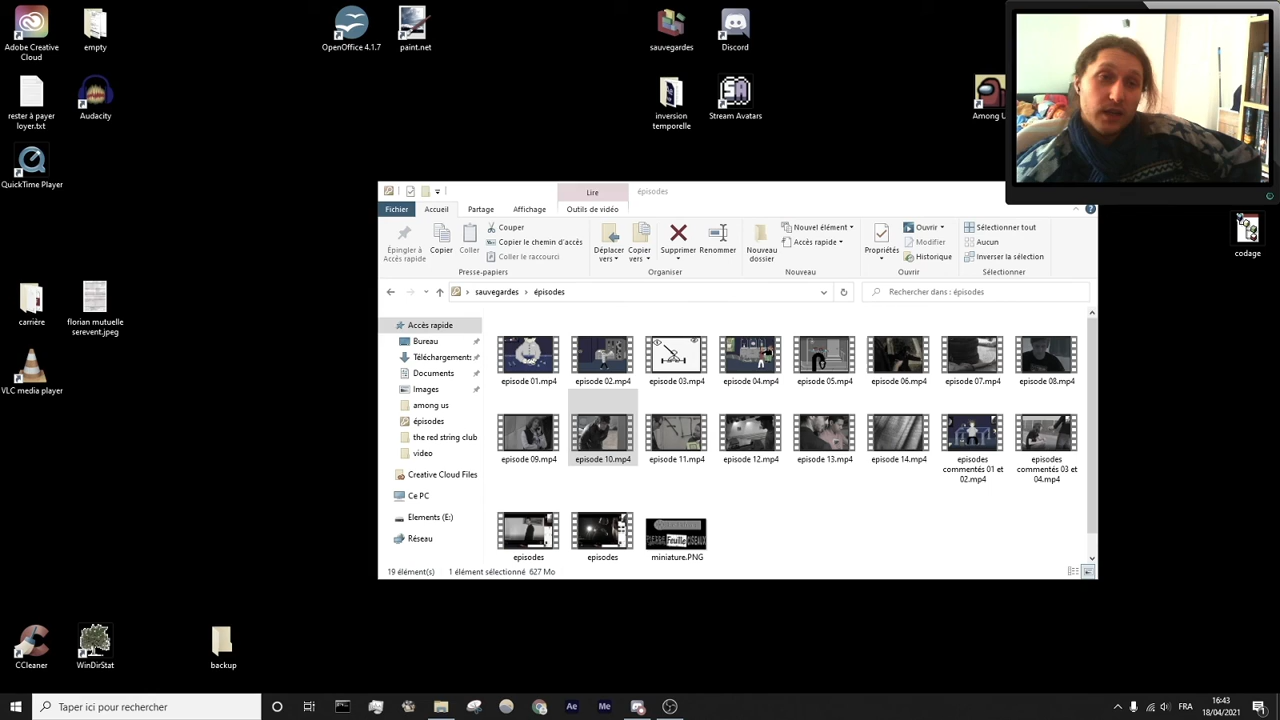 Adobe Creative
Cloud
empty
OpenOffice 4.1.7
paint.net
sauvegardes
Discord
rester à payer
loyer.txt
Audacity
inversion
temporelle
Stream Avatars
Among U
QuickTime Player
codage
carrière
florian mutuelle
serevent.jpeg
VLC media player
CCleaner
WinDirStat
backup
Lire
épisodes
Fichier
Accueil
Partage
Affichage
Outils de vidéo
Épingler à
Accès rapide
Copier
Coller
Couper
Copier le chemin d'accès
Coller le raccourci
Presse-papiers
Déplacer
vers
Copier
vers
Supprimer
Renommer
Organiser
Nouveau
dossier
Nouvel élément
Accès rapide
Nouveau
Propriétés
Ouvrir
Modifier
Historique
Ouvrir
Sélectionner tout
Aucun
Inverser la sélection
Sélectionner
sauvegardes
épisodes
Rechercher dans : épisodes
Accès rapide
Bureau
Téléchargements
Documents
Images
among us
épisodes
the red string club
video
Creative Cloud Files
Ce PC
Elements (E:)
Réseau
episode 01.mp4
episode 02.mp4
episode 03.mp4
episode 04.mp4
episode 05.mp4
episode 06.mp4
episode 07.mp4
episode 08.mp4
episode 09.mp4
episode 10.mp4
episode 11.mp4
episode 12.mp4
episode 13.mp4
episode 14.mp4
episodes
commentés 01 et
02.mp4
episodes
commentés 03 et
04.mp4
episodes
episodes
miniature.PNG
19 élément(s)
1 élément sélectionné 627 Mo
Taper ici pour rechercher
FRA
16:43
18/04/2021